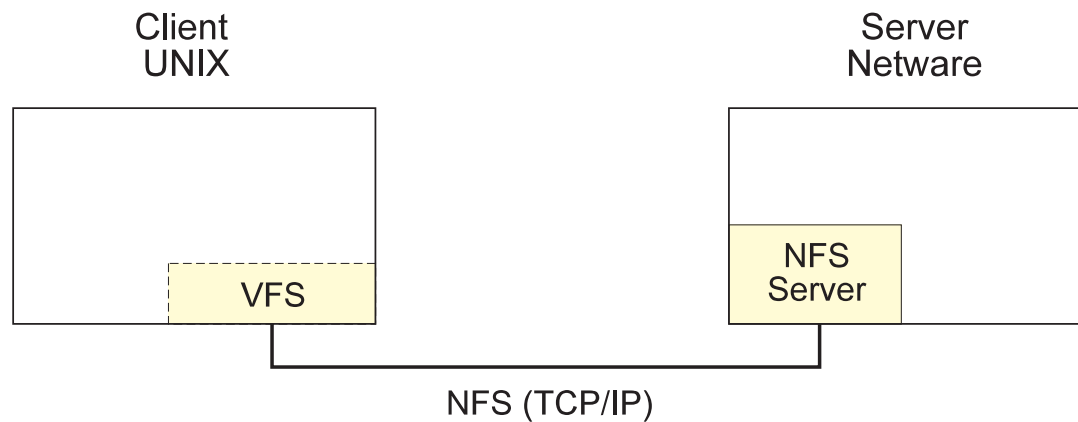 Client
UNIX
Server
Netware
VFS
NFS
Server
NFS (TCP/IP)